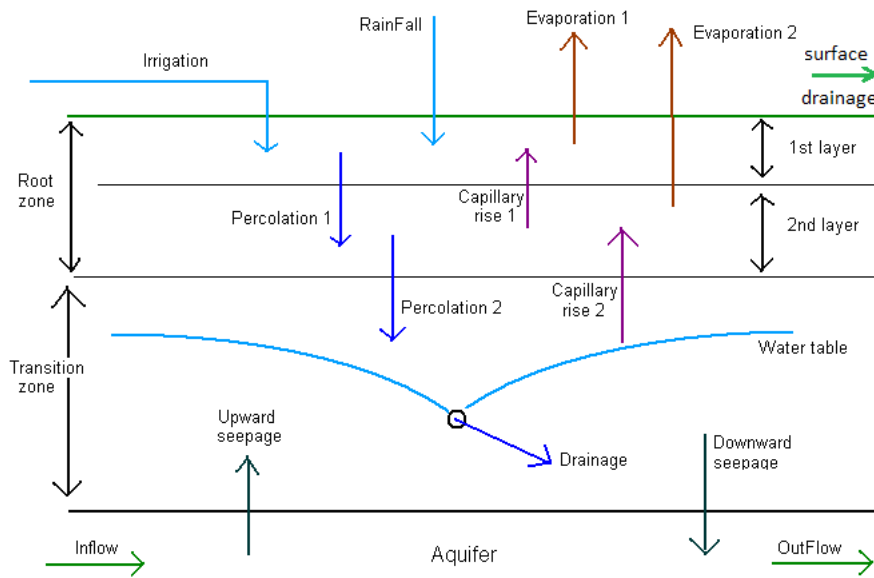 RainFall
Evaporation 1
Evaporation 2
Irrigation
surface
drainage
Root
zone
1st layer
Percolation 1
Capillary
rise 1
2nd layer
Percolation 2
Capillary
rise 2
Transition
zone
Water table
Upward
seepage
Drainage
Downward
seepage
Inflow
Aquifer
OutFlow